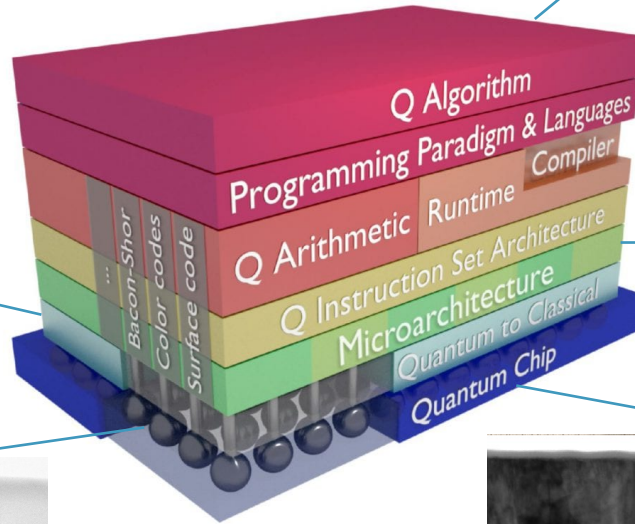 Q Algorithm
Programming Paradigm & Languages
Q Arithmetic
Runtime
Compiler
Q Instruction Set Architecture
Microarchitecture
Quantum to Classical
Quantum Chip
...
Bacon-Shor
Color codes
Surface code